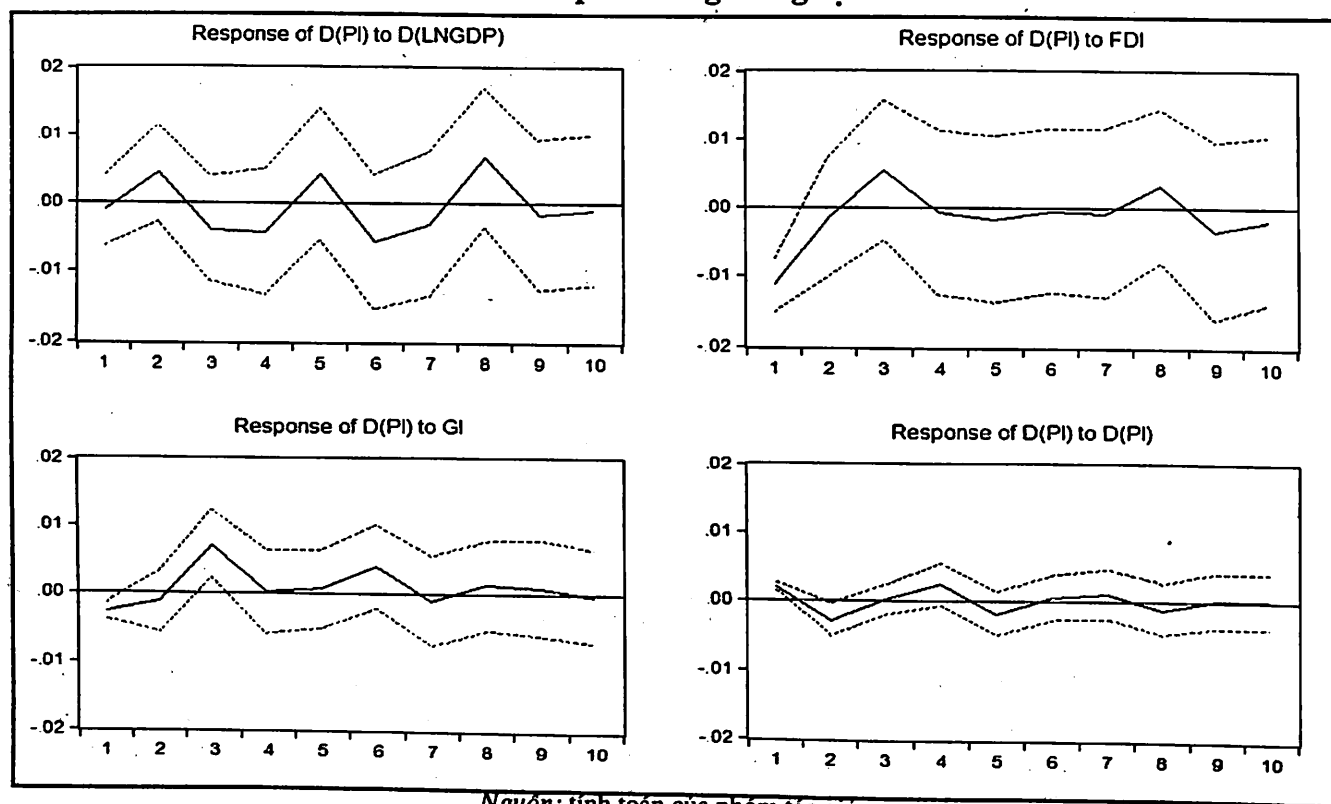 Response of D(PI) to D(LNGDP)
.02
.01
.00
-.01
-.02
1 2 3 4 5 6 7 8 9 10
Response of D(PI) to FDI
.02
.01
.00
-.01
-.02
1 2 3 4 5 6 7 8 9 10
Response of D(PI) to GI
.02
.01
.00
-.01
-.02
1 2 3 4 5 6 7 8 9 10
Response of D(PI) to D(PI)
.02
.01
.00
-.01
-.02
1 2 3 4 5 6 7 8 9 10
Nguồn: tính toán của nhóm